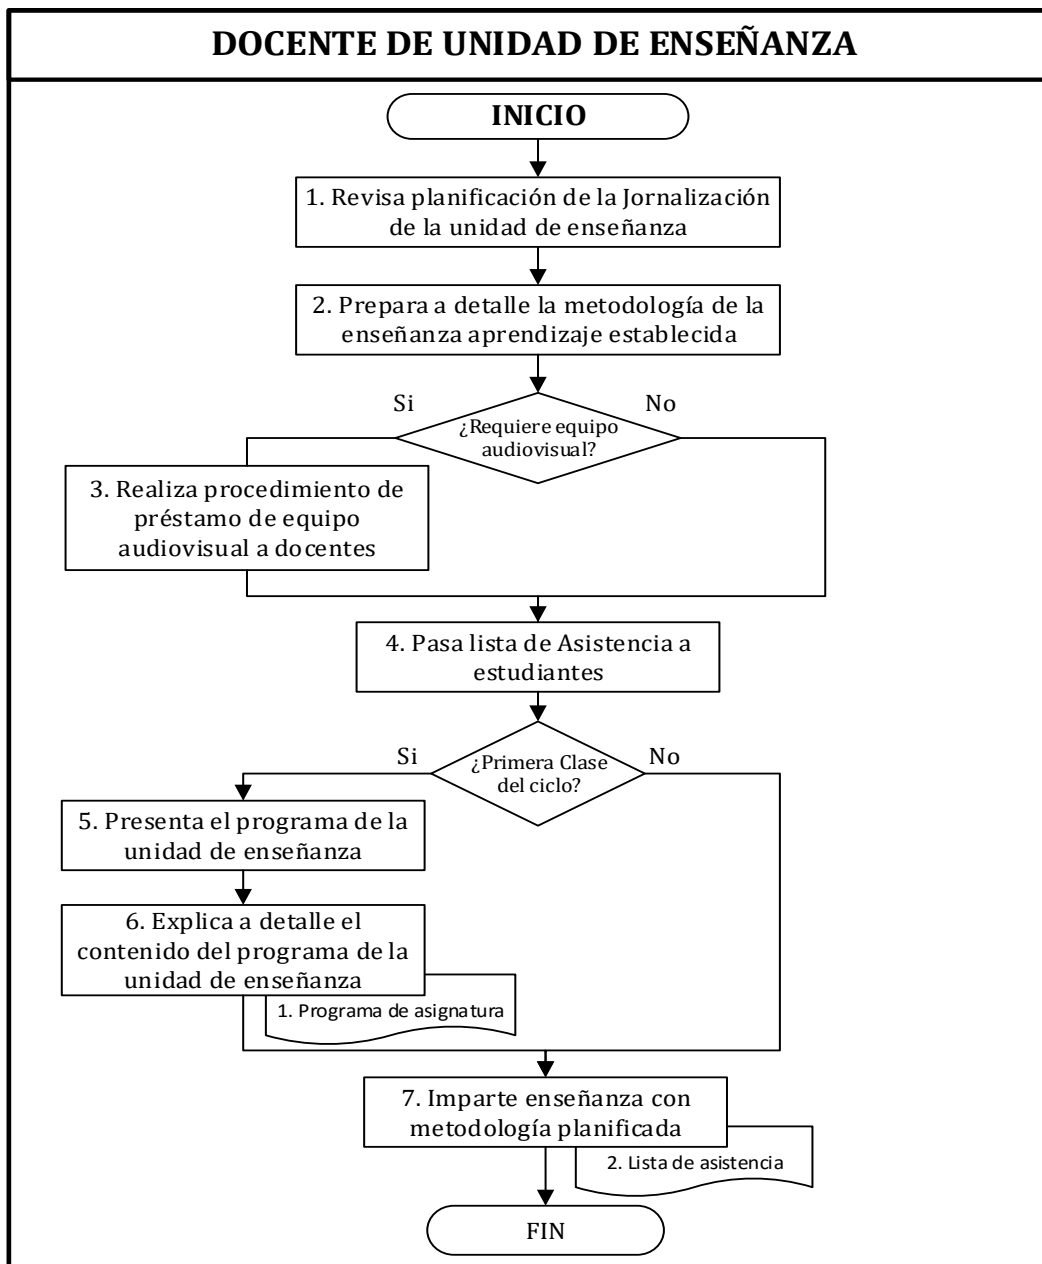 DOCENTE DE UNIDAD DE ENSEÑANZA
INICIO
1. Revisa planificación de la Jornalización
de la unidad de enseñanza
2. Prepara a detalle la metodología de la
enseñanza aprendizaje establecida
Si
No
¿Requiere equipo
audiovisual?
3. Realiza procedimiento de
préstamo de equipo
audiovisual a docentes
4. Pasa lista de Asistencia a
estudiantes
Si
No
¿Primera Clase
del ciclo?
5. Presenta el programa de la
unidad de enseñanza
6. Explica a detalle el
contenido del programa de la
unidad de enseñanza
1. Programa de asignatura
7. Imparte enseñanza con
metodología planificada
2. Lista de asistencia
FIN